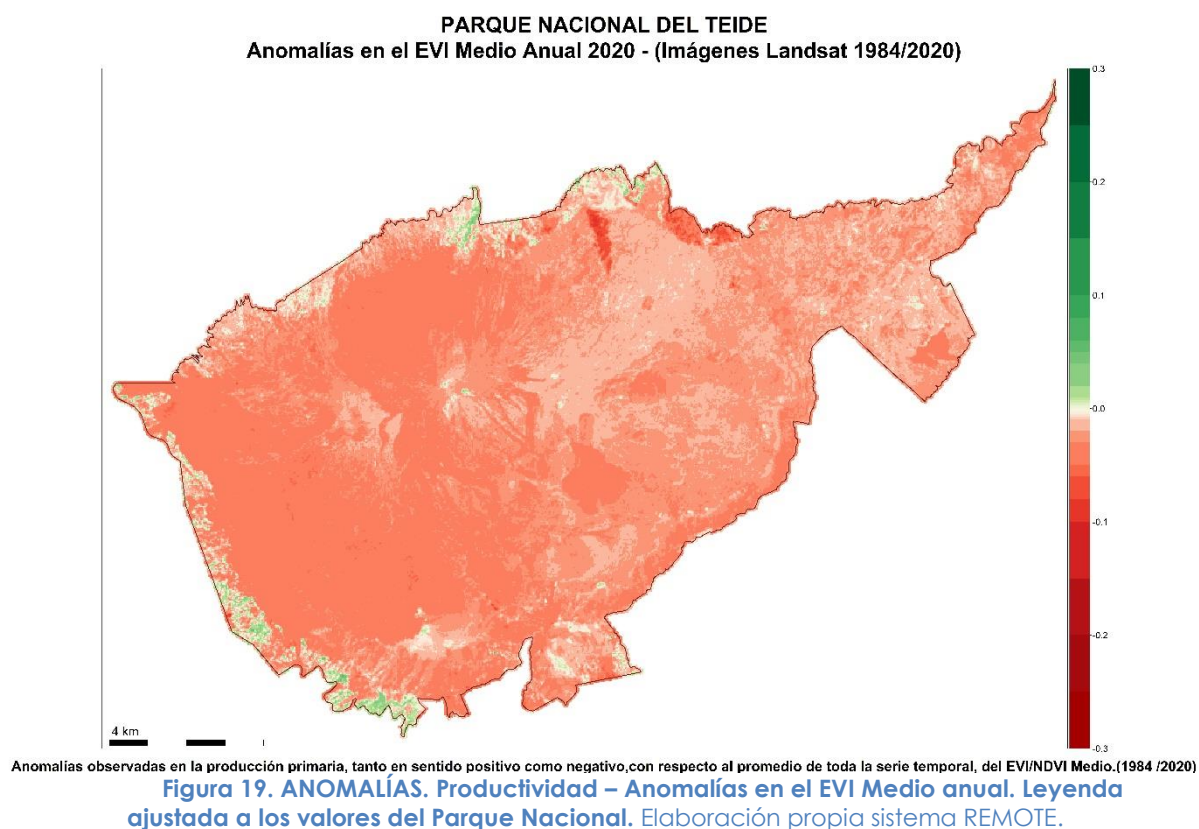 PARQUE NACIONAL DEL TEIDE
Anomalías en el EVI Medio Anual 2020 - (Imágenes Landsat 1984/2020)
0.3
0.2
0.1
0.0
-0.1
-0.2
-0.3
4 km
Anomalías observadas en la producción primaria, tanto en sentido positivo como negativo,con respecto al promedio de toda la serie temporal, del EVI/NDVI Medio.(1984 /2020)
Figura 19. ANOMALÍAS. Productividad – Anomalías en el EVI Medio anual. Leyenda
ajustada a los valores del Parque Nacional. Elaboración propia sistema REMOTE.